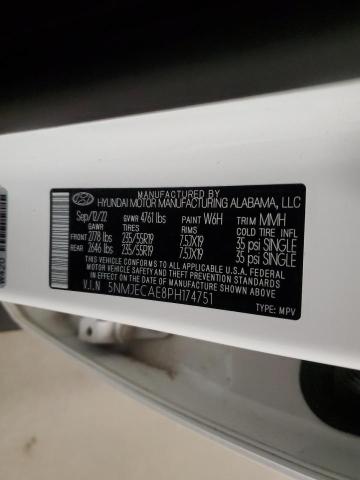 MANUFACTURED BY
HYUNDAI MOTOR MANUFACTURING ALABAMA, LLC
Sep/12/22 GVWR 4761 lbs PAINT W6H TRIM MMH
GAWR TIRES RIMS COLD TIRE INFL
FRONT 2778 lbs 235/55R19 7.5JX19 35 psi SINGLE
REAR 2646 lbs 235/55R19 7.5JX19 35 psi SINGLE
THIS VEHICLE CONFORMS TO ALL APPLICABLE U.S.
FEDERAL MOTOR VEHICLE SAFETY STANDARDS
IN EFFECT ON THE DATE OF MANUFACTURE SHOWN
ABOVE.
V.I.N 5NMJECAE8PH174751
TYPE: MPV